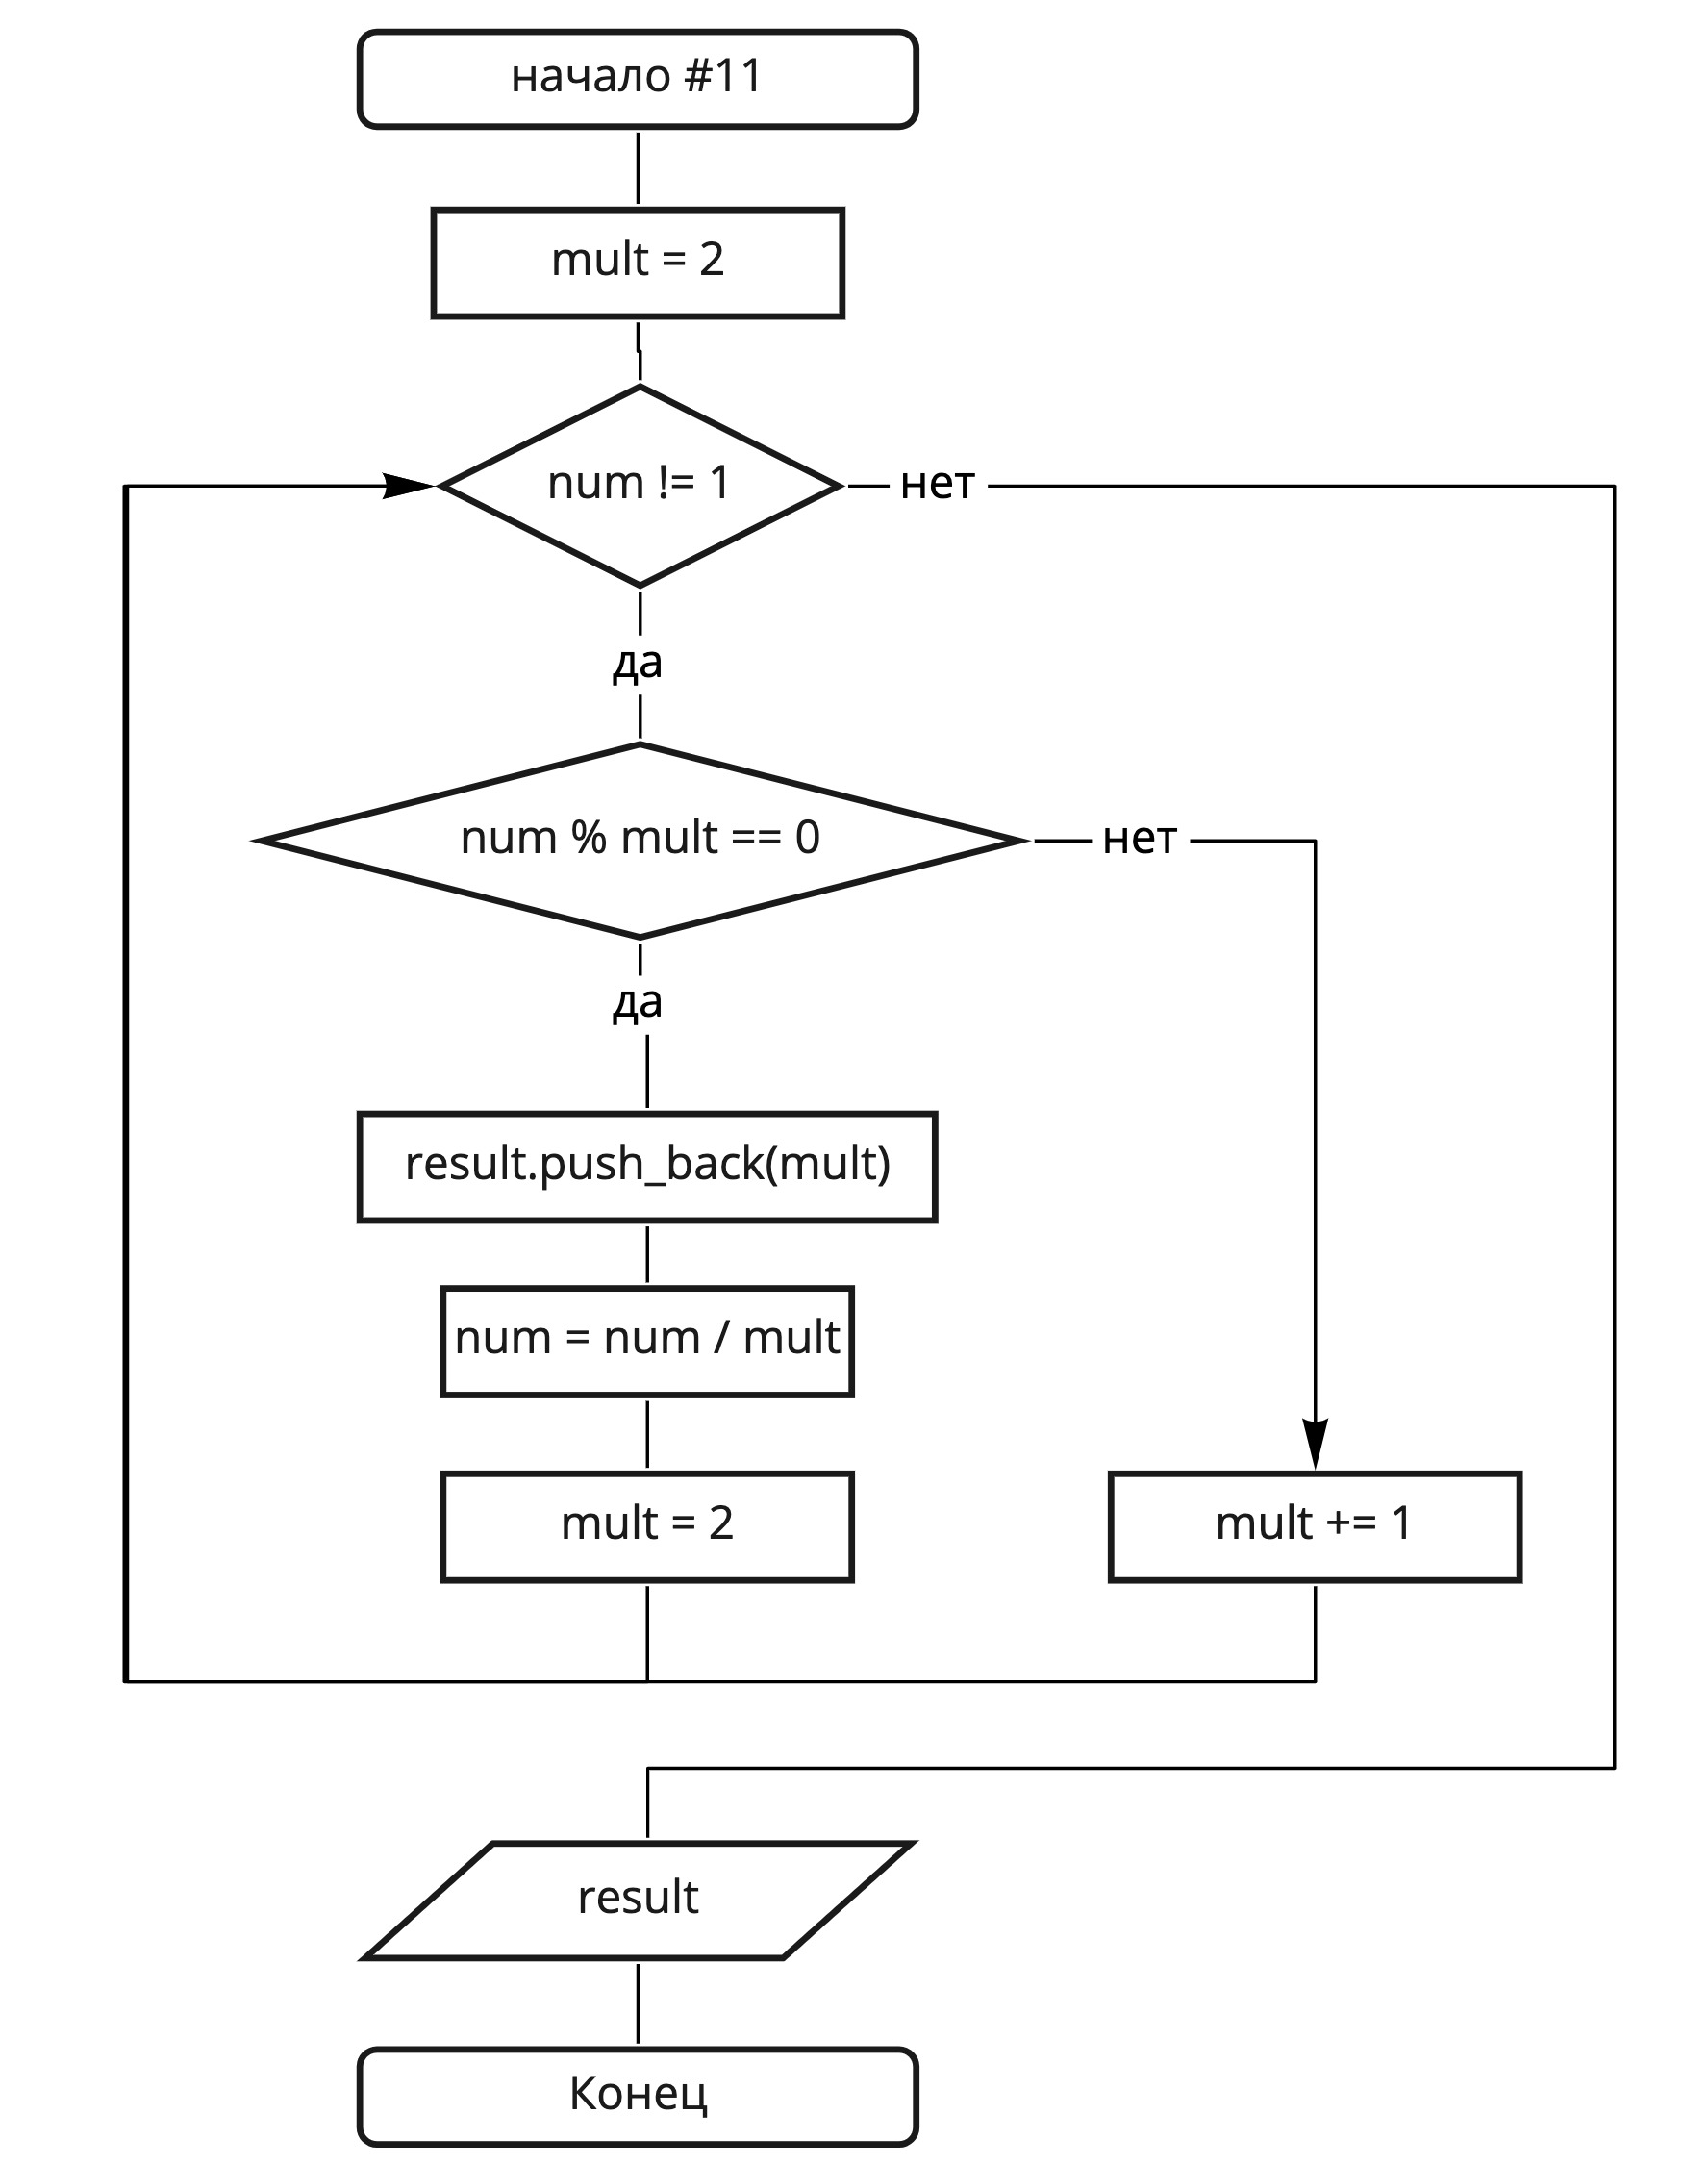 начало #11
mult = 2
num != 1
нет
да
num % mult == 0
нет
да
result.push_back(mult)
num = num / mult
mult = 2
mult += 1
result
Конец